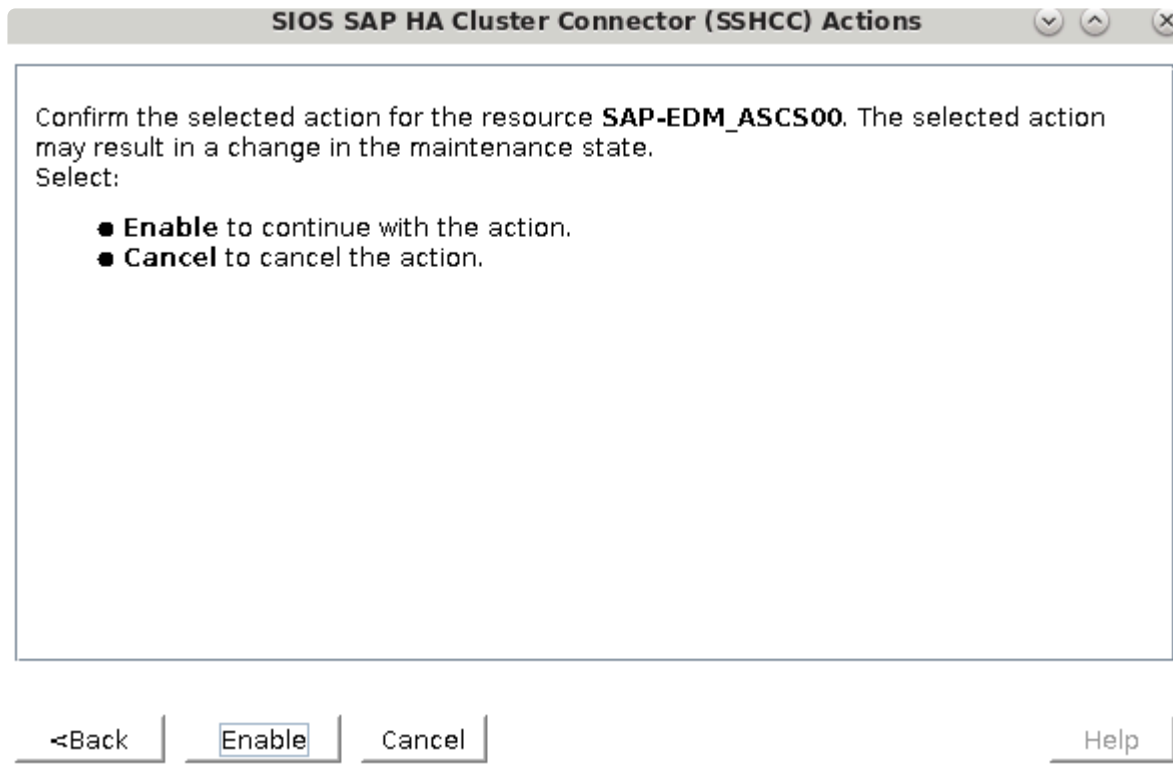 SIOS SAP HA Cluster Connector (SSHCC) Actions
Confirm the selected action for the resource SAP-EDM_ASCS00. The selected action
may result in a change in the maintenance state.
Select:
● Enable to continue with the action.
● Cancel to cancel the action.
<Back Enable Cancel Help